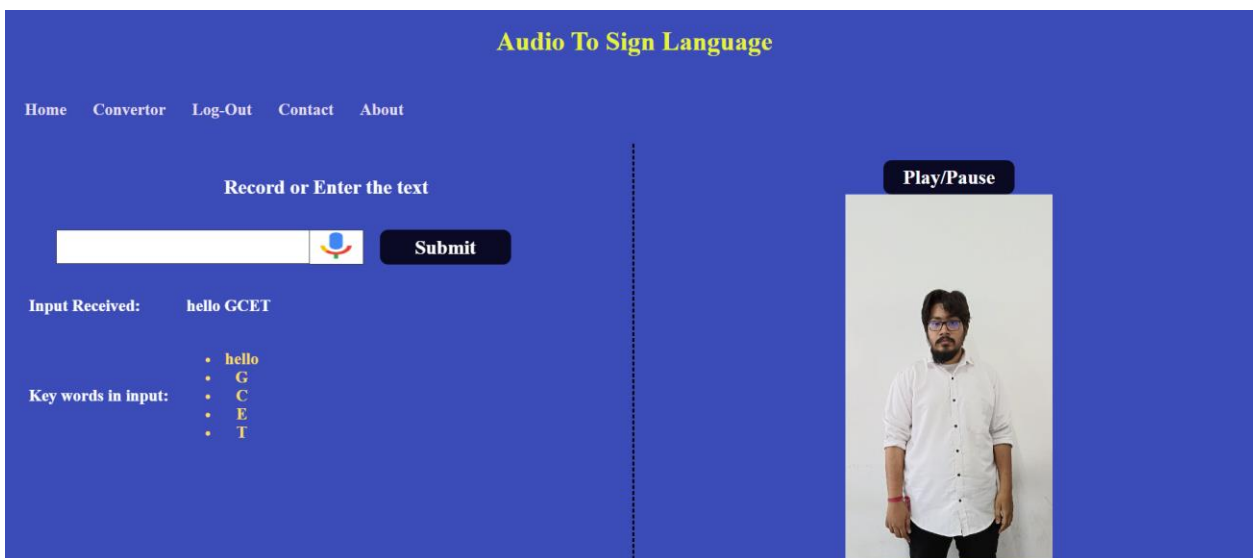 Audio To Sign Language
Home Convertor Log-Out Contact About
Record or Enter the text
Submit
Input Received: hello GCET
Key words in input:
• hello
• G
• C
• E
• T
Play/Pause